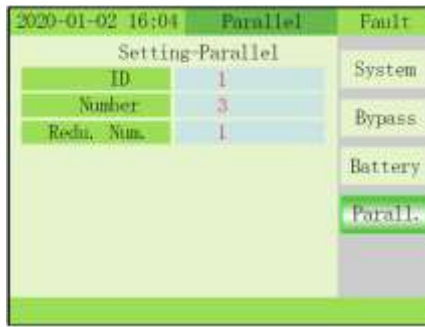 2020-01-02 16:04 Parallel Fault
Setting-Parallel
ID 1
Number 3
Redu. Num. 1
System
Bypass
Battery
Parall.